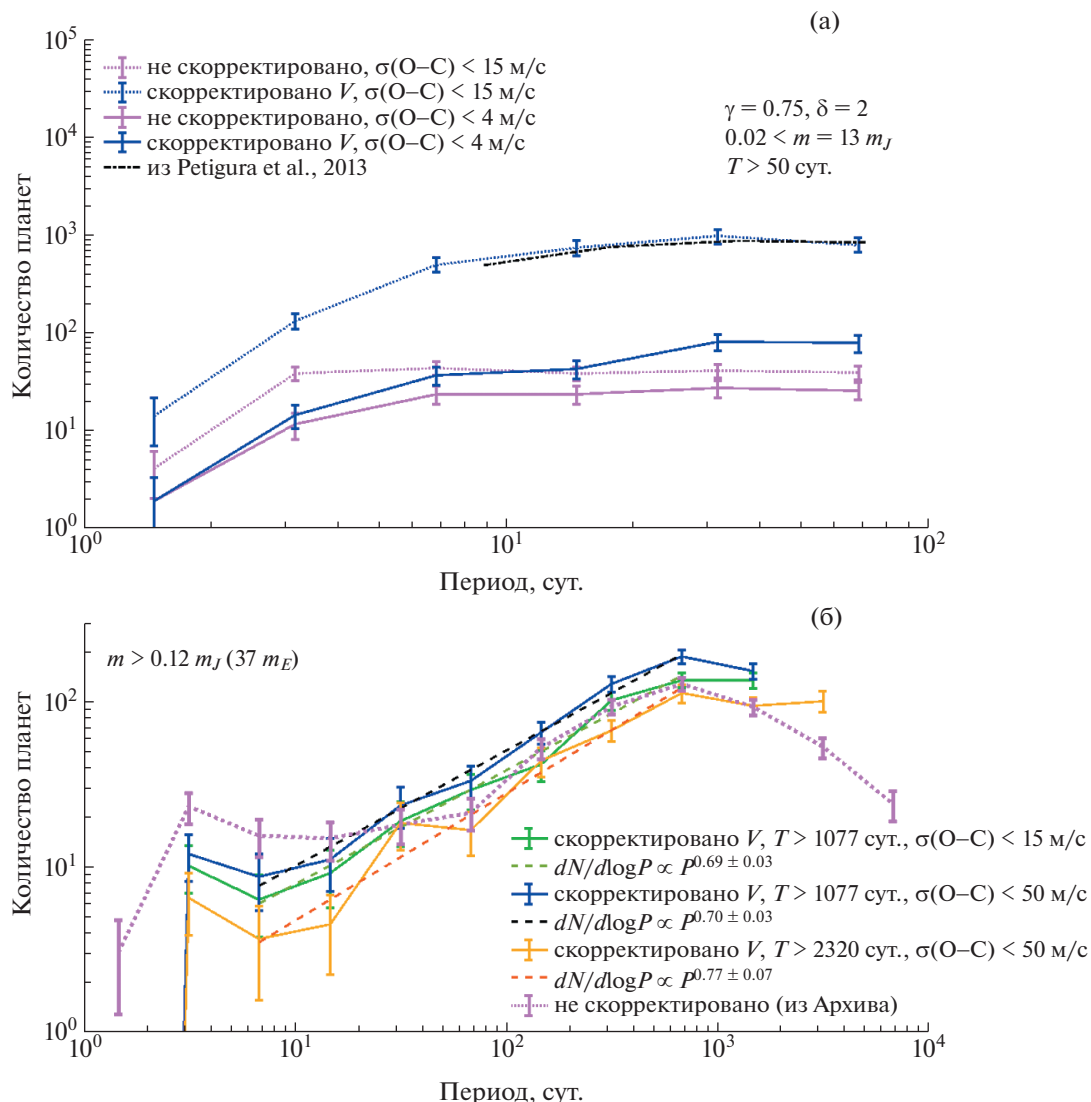 (а)
10^5
10^4
10^3
10^2
10^1
10^0
Количество планет
не скорректировано, σ(O–C) < 15 м/с
скорректировано V, σ(O–C) < 15 м/с
не скорректировано, σ(O–C) < 4 м/с
скорректировано V, σ(O–C) < 4 м/с
из Petigura et al., 2013
γ = 0.75, δ = 2
0.02 < m = 13 m_J
T > 50 сут.
10^0 10^1 10^2
Период, сут.
(б)
m > 0.12 m_J (37 m_E)
10^2
10^1
10^0
Количество планет
скорректировано V, T > 1077 сут., σ(O–C) < 15 м/с
dN/dlogP ∝ P^0.69 ± 0.03
скорректировано V, T > 1077 сут., σ(O–C) < 50 м/с
dN/dlogP ∝ P^0.70 ± 0.03
скорректировано V, T > 2320 сут., σ(O–C) < 50 м/с
dN/dlogP ∝ P^0.77 ± 0.07
не скорректировано (из Архива)
10^0 10^1 10^2 10^3 10^4
Период, сут.